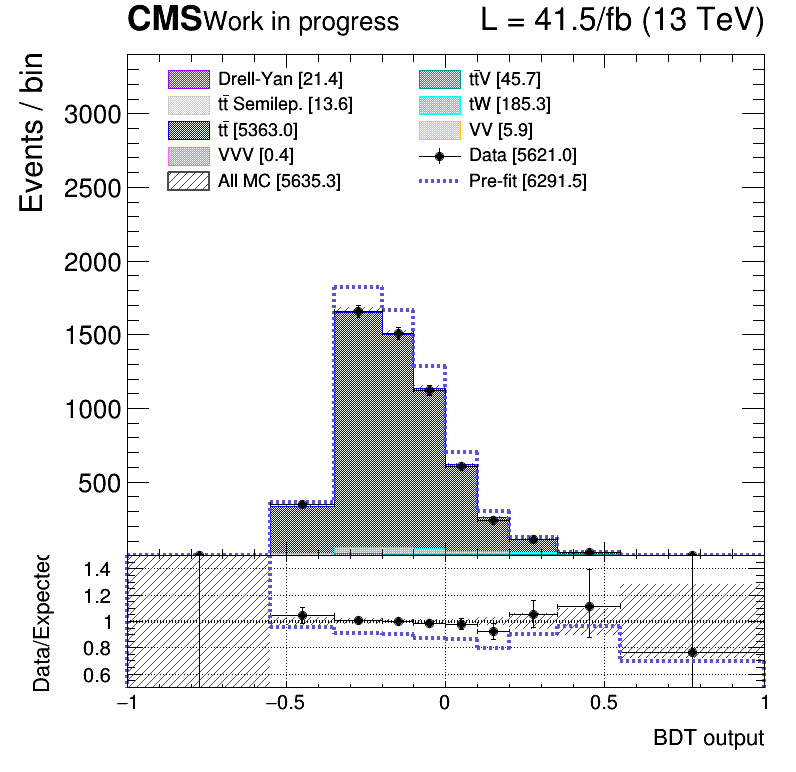 CMS Work in progress L = 41.5/fb (13 TeV)
Events / bin
Drell-Yan [21.4] tt̄V [45.7]
tt̄ Semilep. [13.6] tW [185.3]
tt̄ [5363.0] VV [5.9]
VVV [0.4] Data [5621.0]
All MC [5635.3] Pre-fit [6291.5]
3000
2500
2000
1500
1000
500
Data/Expected
1.4
1.2
1
0.8
0.6
−1 −0.5 0 0.5 1
BDT output